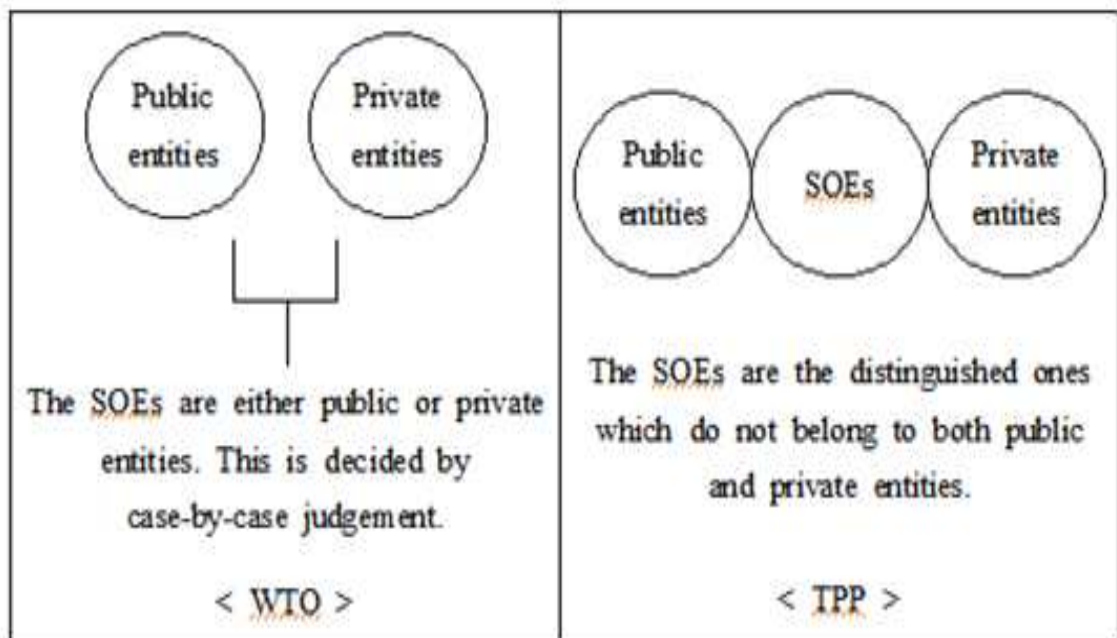 Public
entities
Private
entities
The SOEs are either public or private
entities. This is decided by
case-by-case judgement.
< WTO >
Public
entities
SOEs
Private
entities
The SOEs are the distinguished ones
which do not belong to both public
and private entities.
< TPP >